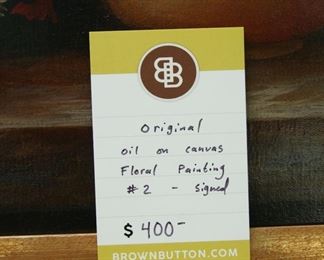 BB
Original
oil on canvas
Floral Painting
#2 - signed
$ 400-
BROWNBUTTON.COM